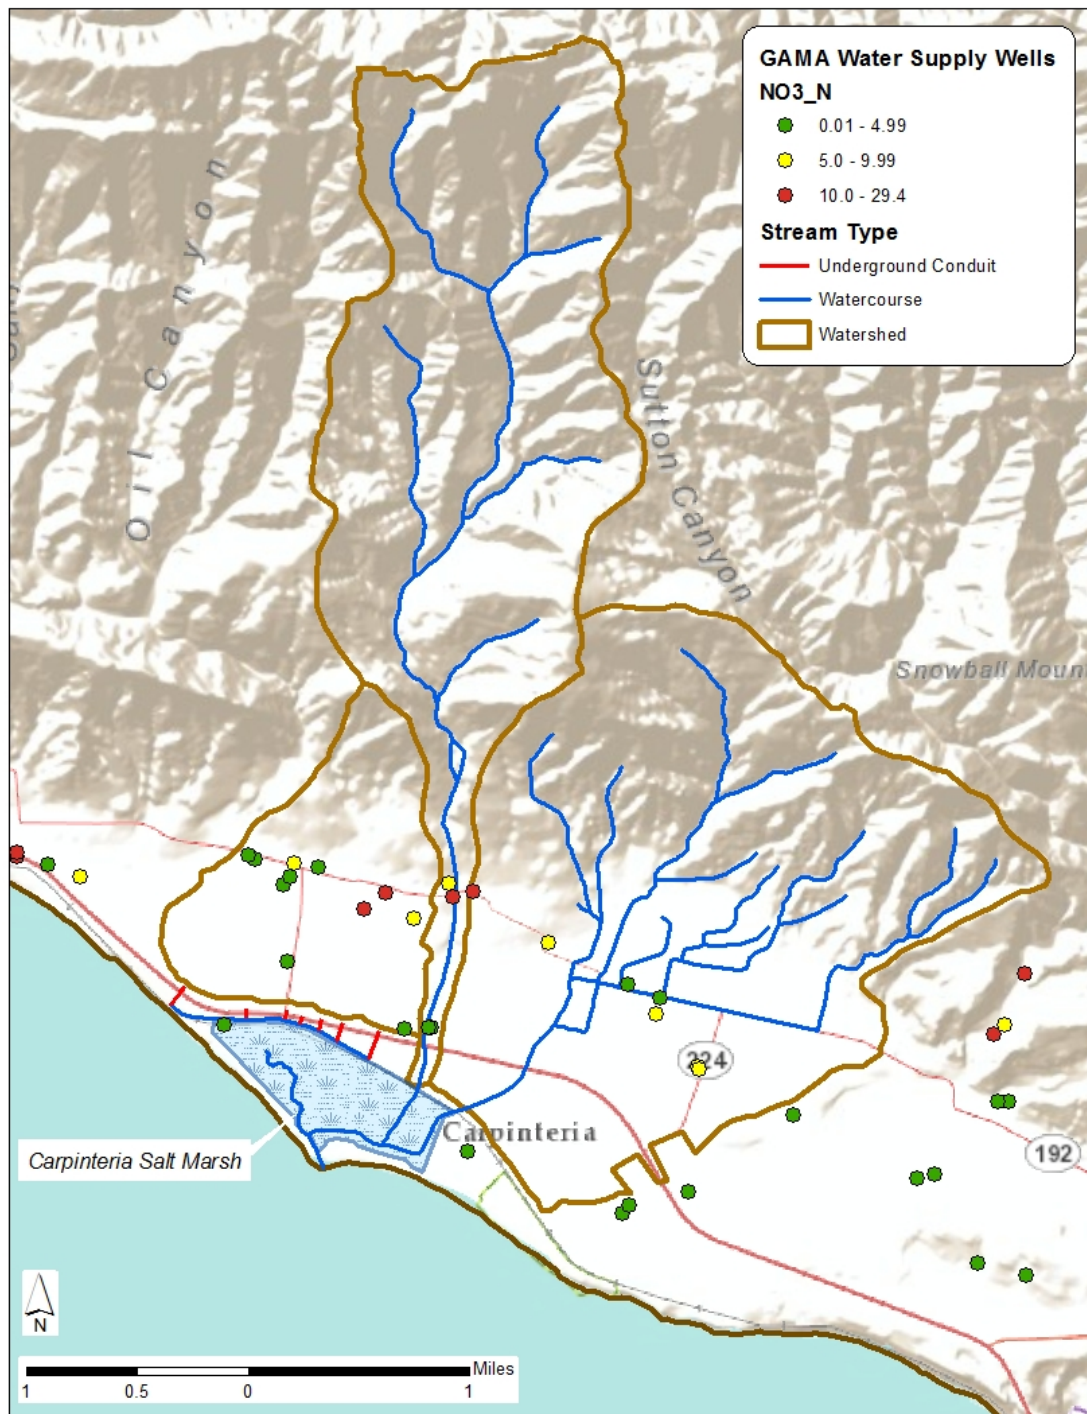 GAMA Water Supply Wells
NO3_N
0.01 - 4.99
5.0 - 9.99
10.0 - 29.4
Stream Type
Underground Conduit
Watercourse
Watershed
Oil Canyon
Sutton Canyon
Snowball Moun
224
Carpinteria
Carpinteria Salt Marsh
192
N
Miles
1 0.5 0 1